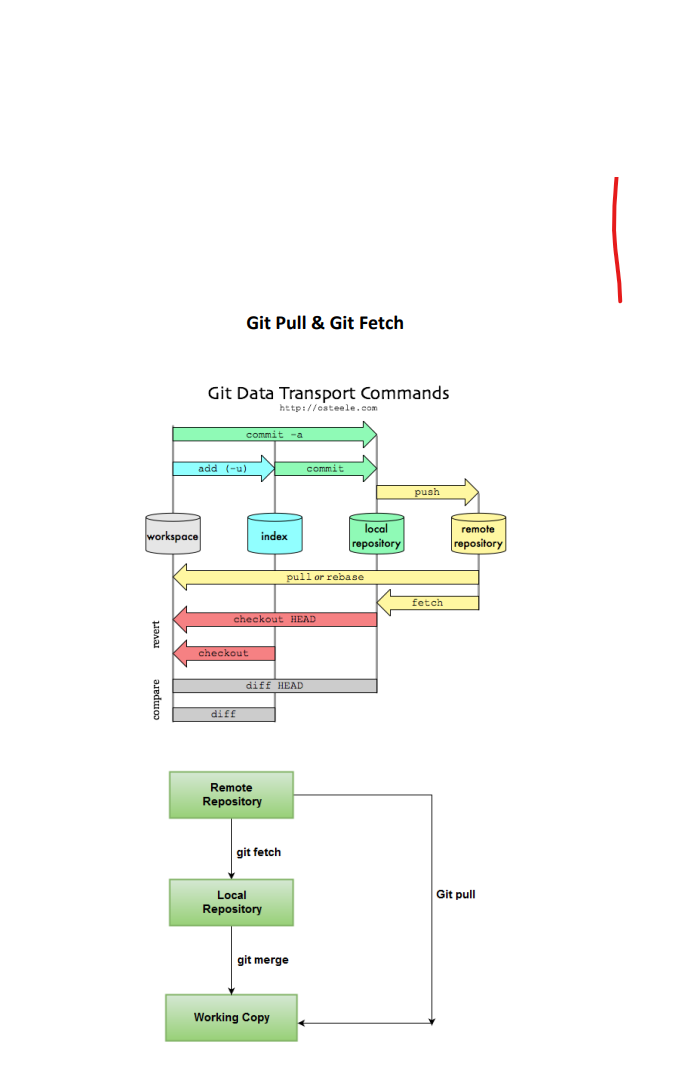 Git Pull & Git Fetch
Git Data Transport Commands
http://osteele.com
commit -a
add (-u)
commit
push
workspace
index
local
repository
remote
repository
pull or rebase
fetch
revert
checkout HEAD
checkout
compare
diff HEAD
diff
Remote
Repository
git fetch
Local
Repository
Git pull
git merge
Working Copy